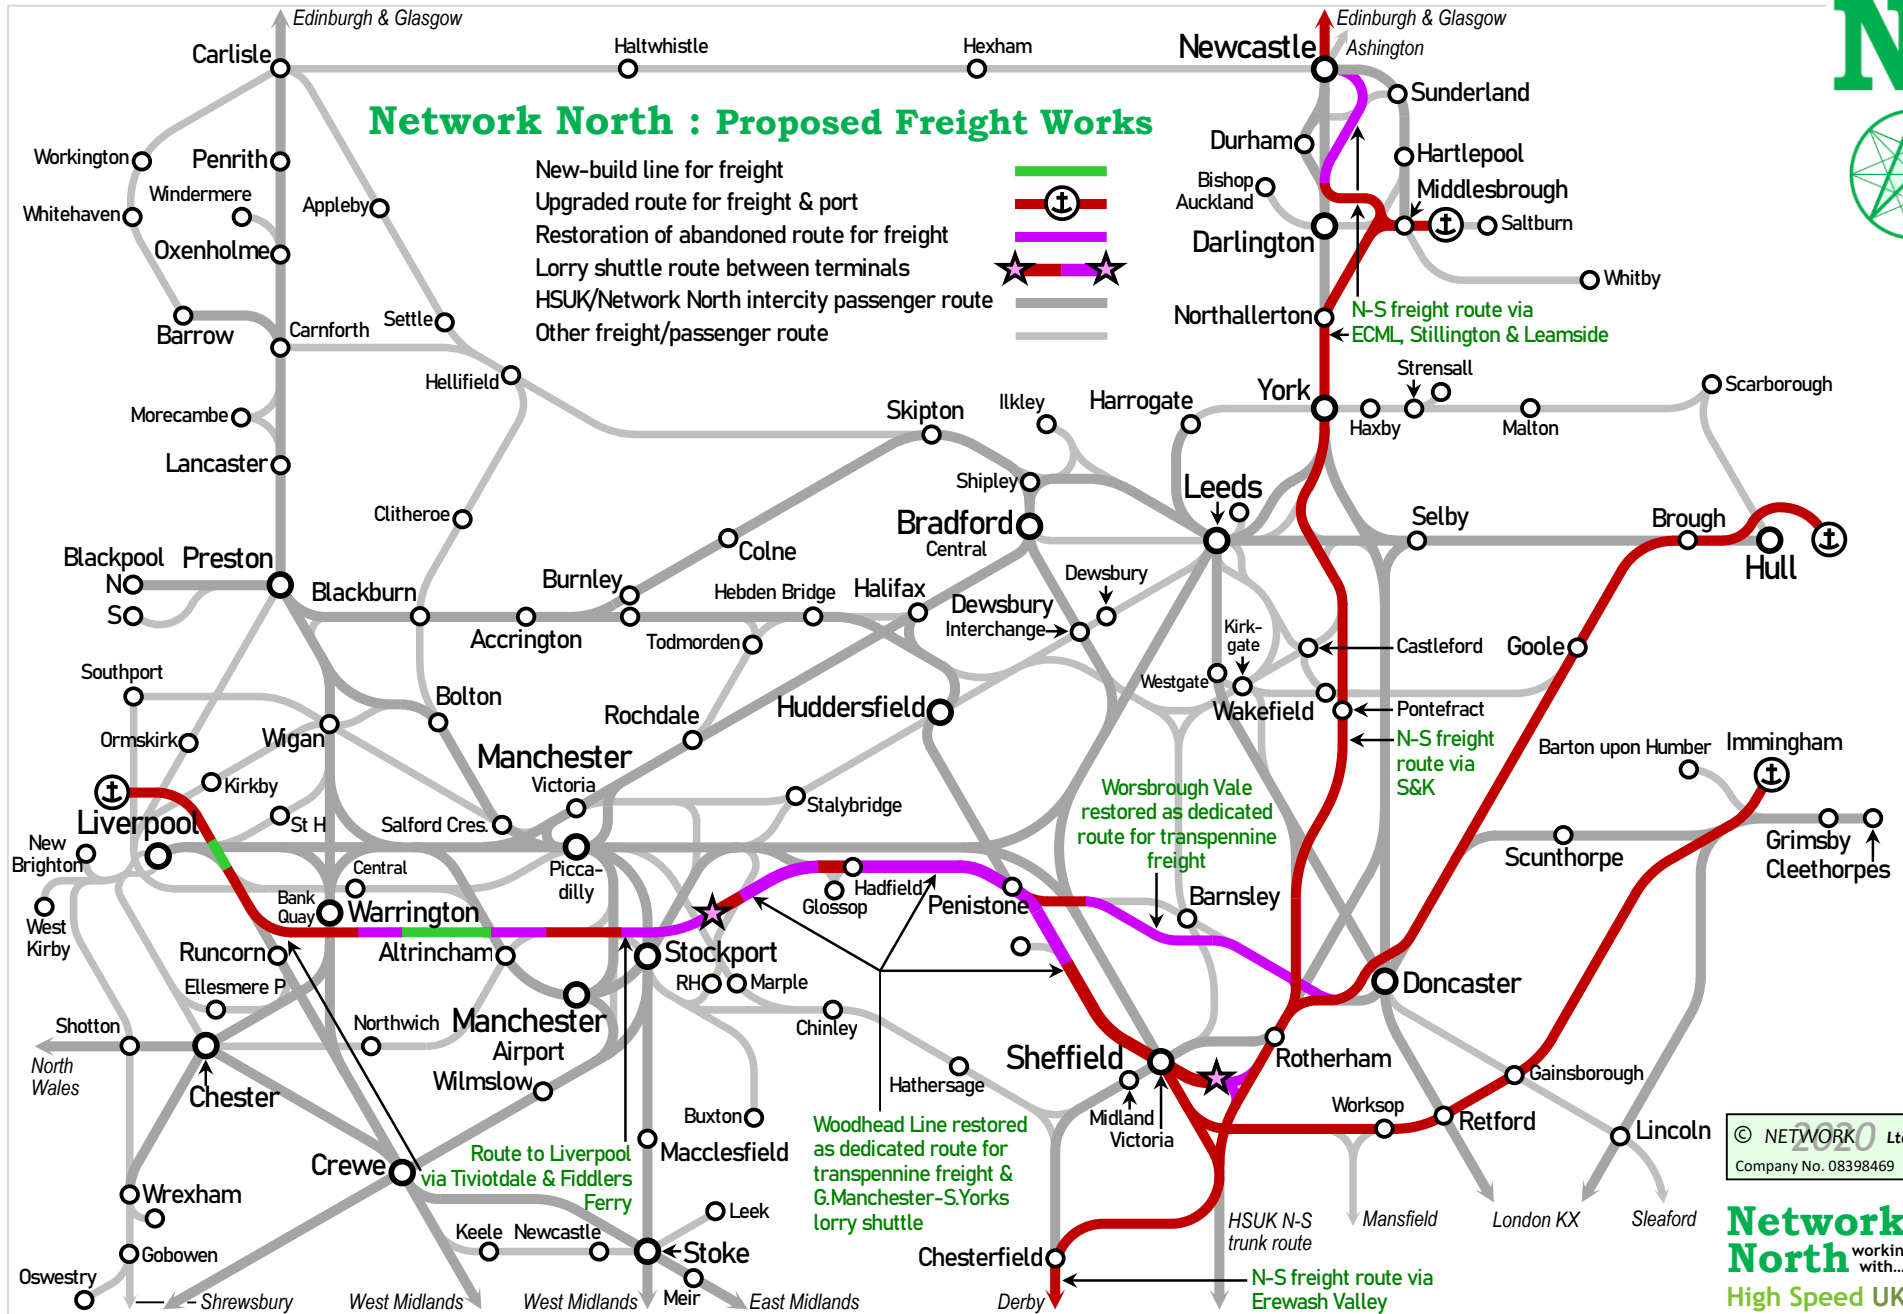 Edinburgh & Glasgow
Edinburgh & Glasgow
Carlisle
Haltwhistle
Hexham
Newcastle
Ashington
Sunderland
Network North : Proposed Freight Works
New-build line for freight
Upgraded route for freight & port
Restoration of abandoned route for freight
Lorry shuttle route between terminals
HSUK/Network North intercity passenger route
Other freight/passenger route
Workington
Penrith
Windermere
Whitehaven
Appleby
Oxenholme
Barrow
Carnforth
Settle
Hellifield
Morecambe
Lancaster
Durham
Hartlepool
Bishop
Auckland
Middlesbrough
Darlington
Saltburn
Whitby
Northallerton
N-S freight route via
ECML, Stillington & Leamside
Strensall
York
Haxby
Malton
Scarborough
Skipton
Ilkley
Harrogate
Shipley
Leeds
Clitheroe
Bradford
Central
Selby
Brough
Hull
Colne
Blackpool
N
S
Preston
Blackburn
Burnley
Accrington
Hebden Bridge
Halifax
Todmorden
Dewsbury
Dewsbury
Interchange
Kirk-
gate
Castleford
Goole
Westgate
Wakefield
Pontefract
Southport
Bolton
Rochdale
Huddersfield
Ormskirk
Wigan
Manchester
Victoria
N-S freight
route via
S&K
Barton upon Humber
Immingham
Kirkby
Liverpool
St H
Salford Cres.
Stalybridge
Worsbrough Vale
restored as dedicated
route for transpennine
freight
New
Brighton
Picca-
dilly
Scunthorpe
Grimsby
Cleethorpes
Central
Bank
Quay
Warrington
Glossop
Hadfield
Penistone
Barnsley
West
Kirby
Runcorn
Altrincham
Stockport
RH
Marple
Doncaster
Ellesmere P
Shotton
Northwich
Manchester
Airport
Chinley
North
Wales
Chester
Wilmslow
Hathersage
Sheffield
Rotherham
Midland
Victoria
Worksop
Gainsborough
Retford
Lincoln
Buxton
Macclesfield
Crewe
Route to Liverpool
via Tiviotdale & Fiddlers
Ferry
Woodhead Line restored
as dedicated route for
transpennine freight &
G.Manchester-S.Yorks
lorry shuttle
Wrexham
Gobowen
Oswestry
Shrewsbury
Keele
Newcastle
Leek
Stoke
Meir
West Midlands
West Midlands
East Midlands
Chesterfield
Derby
HSUK N-S
trunk route
N-S freight route via
Erewash Valley
Mansfield
London KX
Sleaford
© NETWORK 2020 Ltd
Company No. 08398469
Network
North working
with...
High Speed UK
N